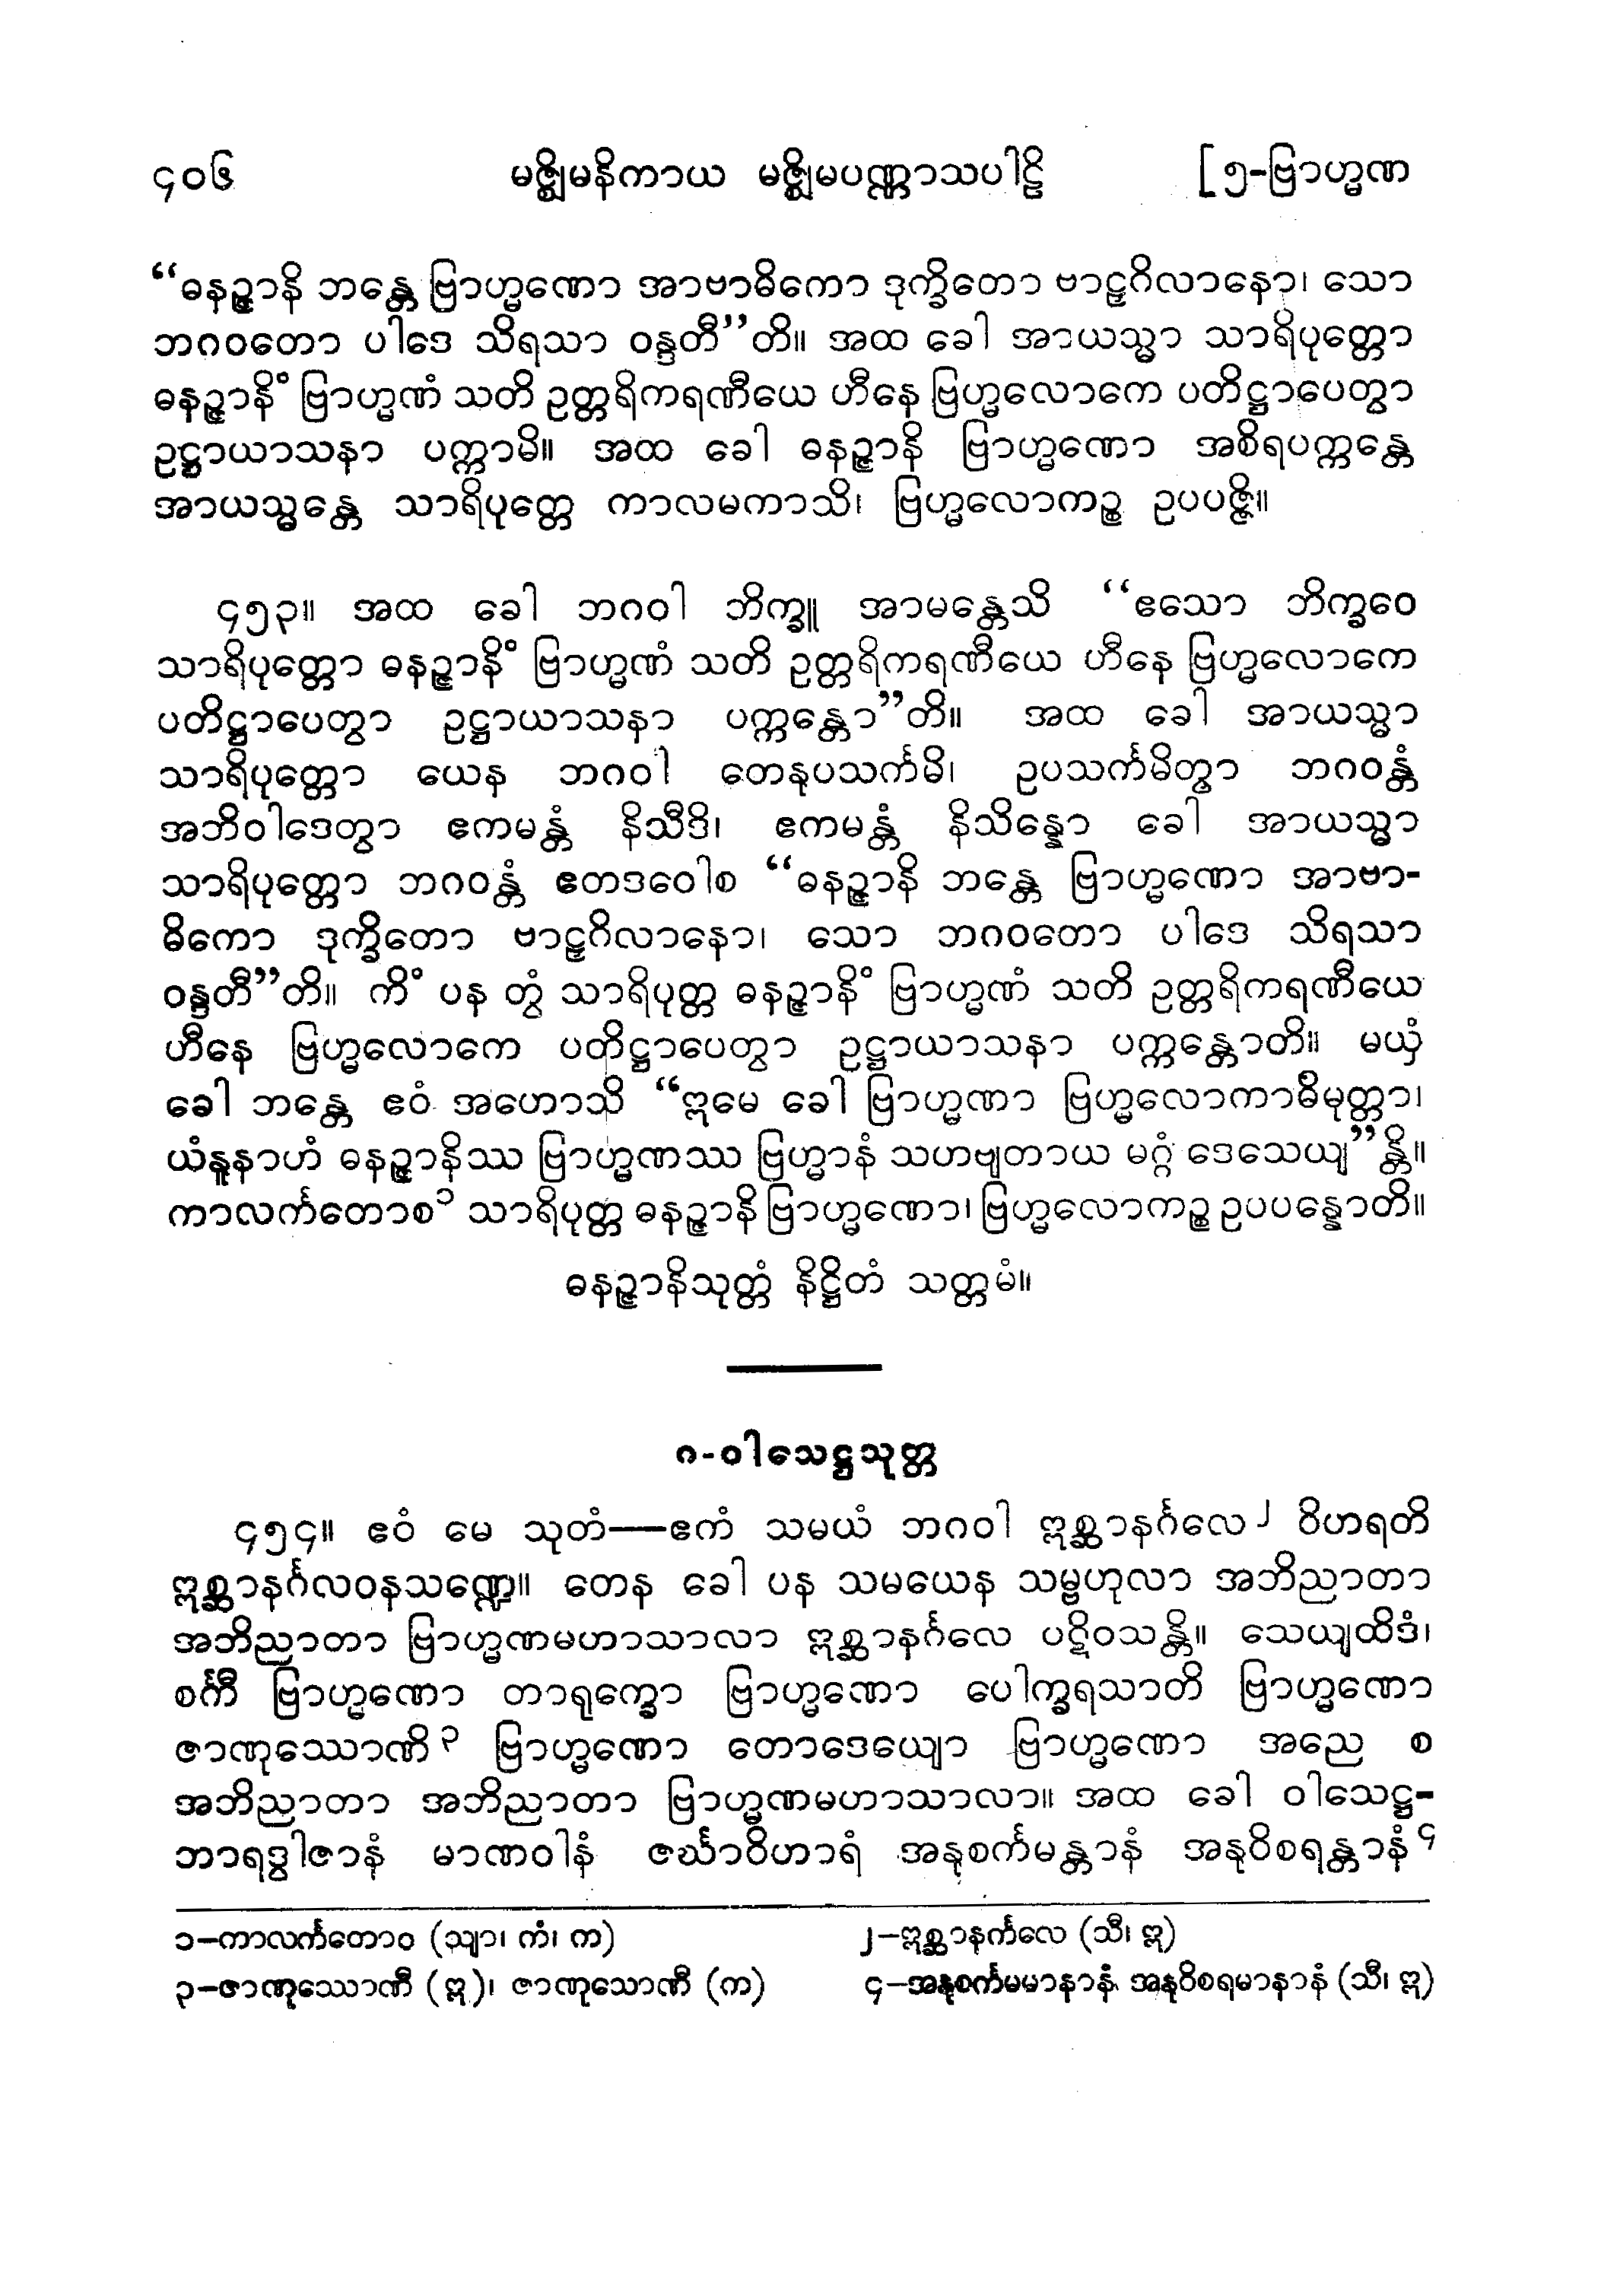 ၄၀၆ မဇ္ဈိမနိကာယ မဇ္ဈိမပဏ္ဏာသပါဠိ [ ၅-ဗြာဟ္မဏ
“ဓနဉ္ဇာနိ ဘန္တေ ဗြာဟ္မဏော အာဗာဓိကော ဒုက္ခိတော ဗာဠှဂိလာနော၊ သော
ဘဂဝတော ပါဒေ သိရသာ ဝန္ဒတီ”တိ။ အထ ခေါ အာယသ္မာ သာရိပုတ္တော
ဓနဉ္ဇာနိံ ဗြာဟ္မဏံ သတိ ဥတ္တရိကရဏီယေ ဟီနေ ဗြဟ္မလောကေ ပတိဋ္ဌာပေတွာ
ဥဋ္ဌာယာသနာ ပက္ကာမိ။ အထ ခေါ ဓနဉ္ဇာနိ ဗြာဟ္မဏော အစိရပက္ကန္တေ
အာယသ္မန္တေ သာရိပုတ္တေ ကာလမကာသိ၊ ဗြဟ္မလောကဉ္စ ဥပပဇ္ဇိ။
၄၅၃။ အထ ခေါ ဘဂဝါ ဘိက္ခူ အာမန္တေသိ “ဧသော ဘိက္ခဝေ
သာရိပုတ္တော ဓနဉ္ဇာနိံ ဗြာဟ္မဏံ သတိ ဥတ္တရိကရဏီယေ ဟီနေ ဗြဟ္မလောကေ
ပတိဋ္ဌာပေတွာ ဥဋ္ဌာယာသနာ ပက္ကန္တော”တိ။ အထ ခေါ အာယသ္မာ
သာရိပုတ္တော ယေန ဘဂဝါ တေနုပသင်္ကမိ၊ ဥပသင်္ကမိတွာ ဘဂဝန္တံ
အဘိဝါဒေတွာ ဧကမန္တံ နိသီဒိ၊ ဧကမန္တံ နိသိန္နော ခေါ အာယသ္မာ
သာရိပုတ္တော ဘဂဝန္တံ ဧတဒဝေါစ “ဓနဉ္ဇာနိ ဘန္တေ ဗြာဟ္မဏော အာဗာ-
ဓိကော ဒုက္ခိတော ဗာဠှဂိလာနော၊ သော ဘဂဝတော ပါဒေ သိရသာ
ဝန္ဒတီ”တိ။ ကိံ ပန တွံ သာရိပုတ္တ ဓနဉ္ဇာနိံ ဗြာဟ္မဏံ သတိ ဥတ္တရိကရဏီယေ
ဟီနေ ဗြဟ္မလောကေ ပတိဋ္ဌာပေတွာ ဥဋ္ဌာယာသနာ ပက္ကန္တောတိ။ မယှံ
ခေါ ဘန္တေ ဧဝံ အဟောသိ “ဣမေ ခေါ ဗြာဟ္မဏာ ဗြဟ္မလောကာဓိမုတ္တာ၊
ယံနူနာဟံ ဓနဉ္ဇာနိဿ ဗြာဟ္မဏဿ ဗြဟ္မာနံ သဟဗျတာယ မဂ္ဂံ ဒေသေယျ”န္တိ။
ကာလင်္ကတောစ၁ သာရိပုတ္တ ဓနဉ္ဇာနိ ဗြာဟ္မဏော၊ ဗြဟ္မလောကဉ္စ ဥပပန္နောတိ။
ဓနဉ္ဇာနိသုတ္တံ နိဋ္ဌိတံ သတ္တမံ။
၈-ဝါသေဋ္ဌသုတ္တ
၄၅၄။ ဧဝံ မေ သုတံ——ဧကံ သမယံ ဘဂဝါ ဣစ္ဆာနင်္ဂလေ၂ ဝိဟရတိ
ဣစ္ဆာနင်္ဂလဝနသဏ္ဍေ။ တေန ခေါ ပန သမယေန သမ္ဗဟုလာ အဘိညာတာ
အဘိညာတာ ဗြာဟ္မဏမဟာသာလာ ဣစ္ဆာနင်္ဂလေ ပဋိဝသန္တိ။ သေယျထိဒံ၊
စင်္ကီ ဗြာဟ္မဏော တာရုက္ခော ဗြာဟ္မဏော ပေါက္ခရသာတိ ဗြာဟ္မဏော
ဇာဏုဿောဏိ၃ ဗြာဟ္မဏော တောဒေယျော ဗြာဟ္မဏော အညေ စ
အဘိညာတာ အဘိညာတာ ဗြာဟ္မဏမဟာသာလာ။ အထ ခေါ ဝါသေဋ္ဌ-
ဘာရဒွါဇာနံ မာဏဝါနံ ဇင်္ဃာဝိဟာရံ အနုစင်္ကမန္တာနံ အနုဝိစရန္တာနံ၄
၁–ကာလင်္ကတောဝ (သျာ၊ ကံ၊ က) ၂–ဣစ္ဆာနင်္ကလေ (သီ၊ ဣ)
၃–ဇာဏုဿောဏီ (ဣ)၊ ဇာဏုသောဏီ (က) ၄–အနုစင်္ကမမာနာနံ အနုဝိစရမာနာနံ (သီ၊ ဣ)